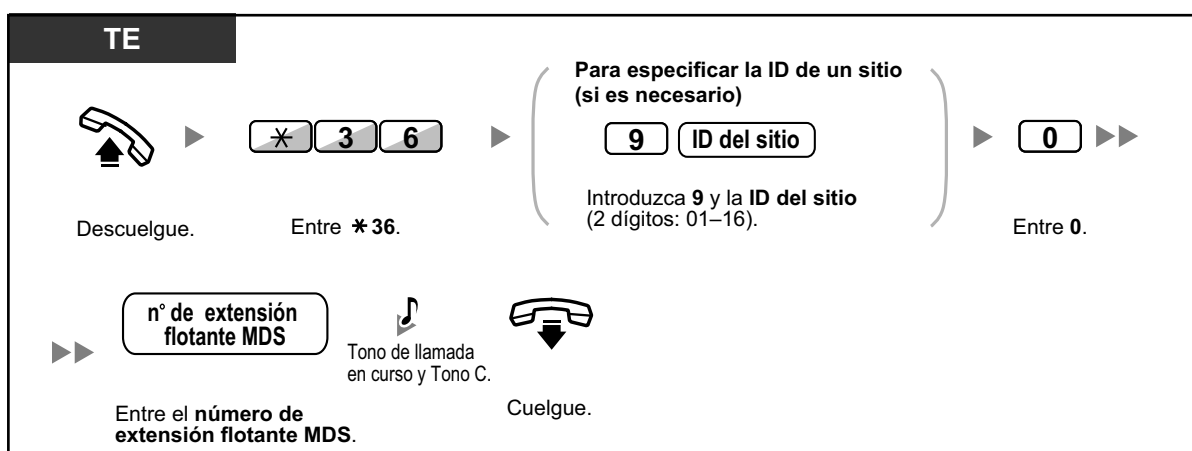 TE
Para especificar la ID de un sitio
(si es necesario)
✳ 3 6
9 ID del sitio
0
Introduzca 9 y la ID del sitio
(2 dígitos: 01–16).
Descuelgue.
Entre ✳36.
Entre 0.
n° de extensión
flotante MDS
Tono de llamada
en curso y Tono C.
Entre el número de
extensión flotante MDS.
Cuelgue.